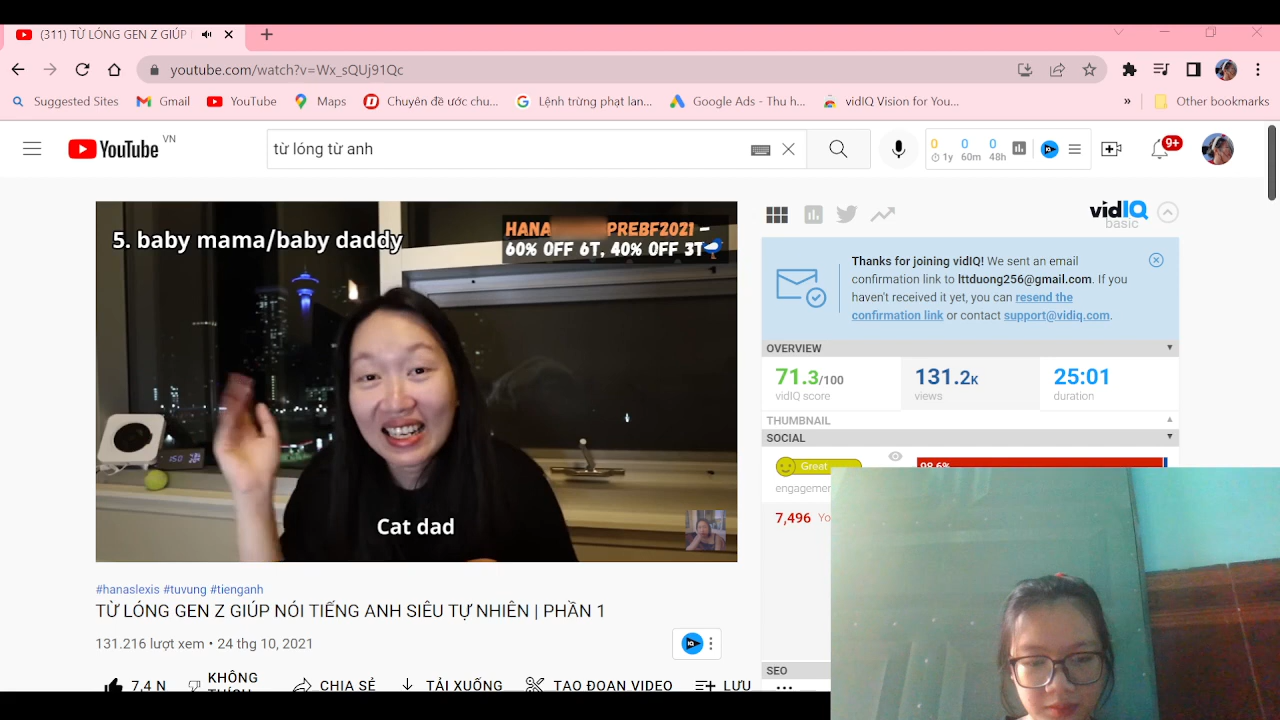 (311) TỪ LÓNG GEN Z GIÚP
youtube.com/watch?v=Wx_sQUj91Qc
Suggested Sites Gmail YouTube Maps Chuyên đề ước chu... Lệnh trừng phạt lan... Google Ads - Thu h... vidIQ Vision for You... » Other bookmarks
YouTube VN
từ lóng từ anh
0 0 0
1y 60m 48h
9+
5. baby mama/baby daddy
HANA PREBF2021 -
60% OFF 6T, 40% OFF 3T
150
Cat dad
#hanaslexis #tuvung #tienganh
TỪ LÓNG GEN Z GIÚP NÓI TIẾNG ANH SIÊU TỰ NHIÊN | PHẦN 1
131.216 lượt xem • 24 thg 10, 2021
7,4 N KHÔNG THÍCH CHIA SẺ TẢI XUỐNG TẠO ĐOẠN VIDEO LƯU
vidIQ
basic
Thanks for joining vidIQ! We sent an email
confirmation link to lttduong256@gmail.com. If you
haven't received it yet, you can resend the
confirmation link or contact support@vidiq.com.
OVERVIEW
71.3/100 131.2K 25:01
vidIQ score views duration
THUMBNAIL
SOCIAL
Great 98.6%
engagemen
7,496 Yo
SEO